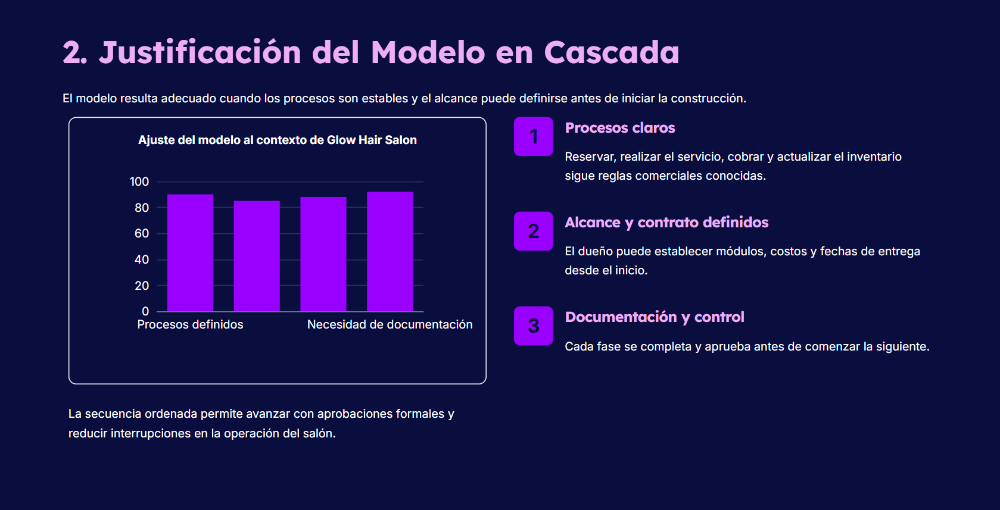 2. Justificación del Modelo en Cascada
El modelo resulta adecuado cuando los procesos son estables y el alcance puede definirse antes de iniciar la construcción.
Ajuste del modelo al contexto de Glow Hair Salon
100
80
60
40
20
0
Procesos definidos
Necesidad de documentación
La secuencia ordenada permite avanzar con aprobaciones formales y
reducir interrupciones en la operación del salón.
1
Procesos claros
Reservar, realizar el servicio, cobrar y actualizar el inventario
sigue reglas comerciales conocidas.
2
Alcance y contrato definidos
El dueño puede establecer módulos, costos y fechas de entrega
desde el inicio.
3
Documentación y control
Cada fase se completa y aprueba antes de comenzar la siguiente.